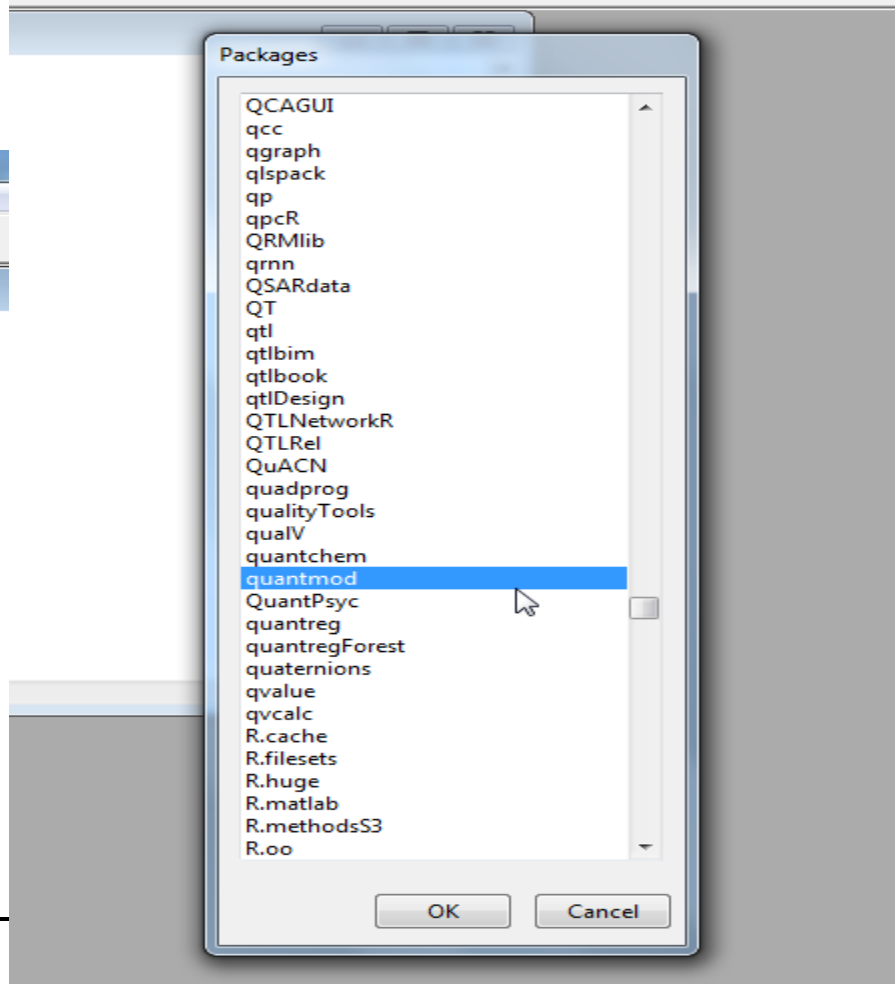 Packages
QCAGUI
qcc
qgraph
qlspack
qp
qpcR
QRMlib
qrnn
QSARdata
QT
qtl
qtlbim
qtlbook
qtlDesign
QTLNetworkR
QTLRel
QuACN
quadprog
qualityTools
qualV
quantchem
quantmod
QuantPsyc
quantreg
quantregForest
quaternions
qvalue
qvcalc
R.cache
R.filesets
R.huge
R.matlab
R.methodsS3
R.oo
OK Cancel